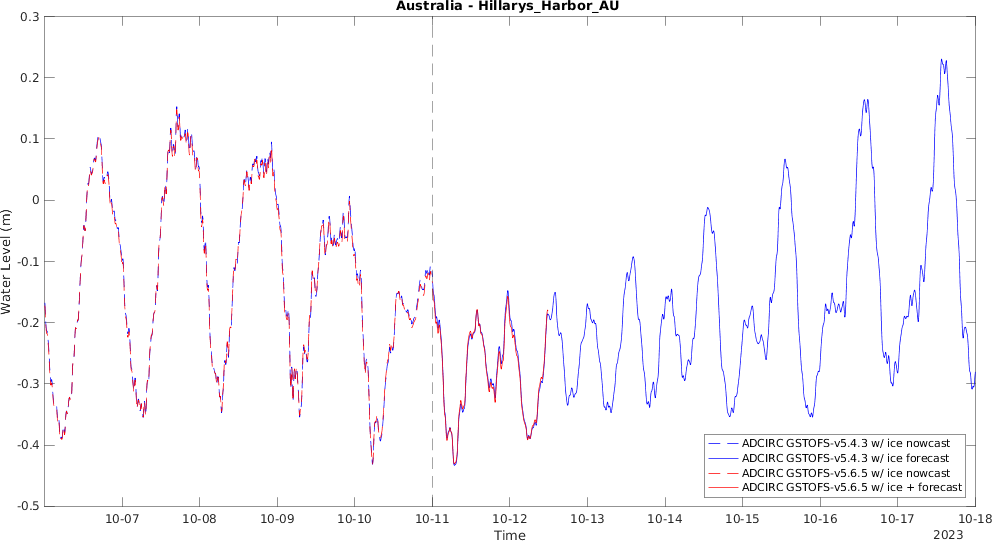 Australia - Hillarys_Harbor_AU
0.3
0.2
0.1
0
-0.1
-0.2
-0.3
-0.4
-0.5
Water Level (m)
ADCIRC GSTOFS-v5.4.3 w/ ice nowcast
ADCIRC GSTOFS-v5.4.3 w/ ice forecast
ADCIRC GSTOFS-v5.6.5 w/ ice nowcast
ADCIRC GSTOFS-v5.6.5 w/ ice + forecast
10-07 10-08 10-09 10-10 10-11 10-12 10-13 10-14 10-15 10-16 10-17 10-18
Time
2023